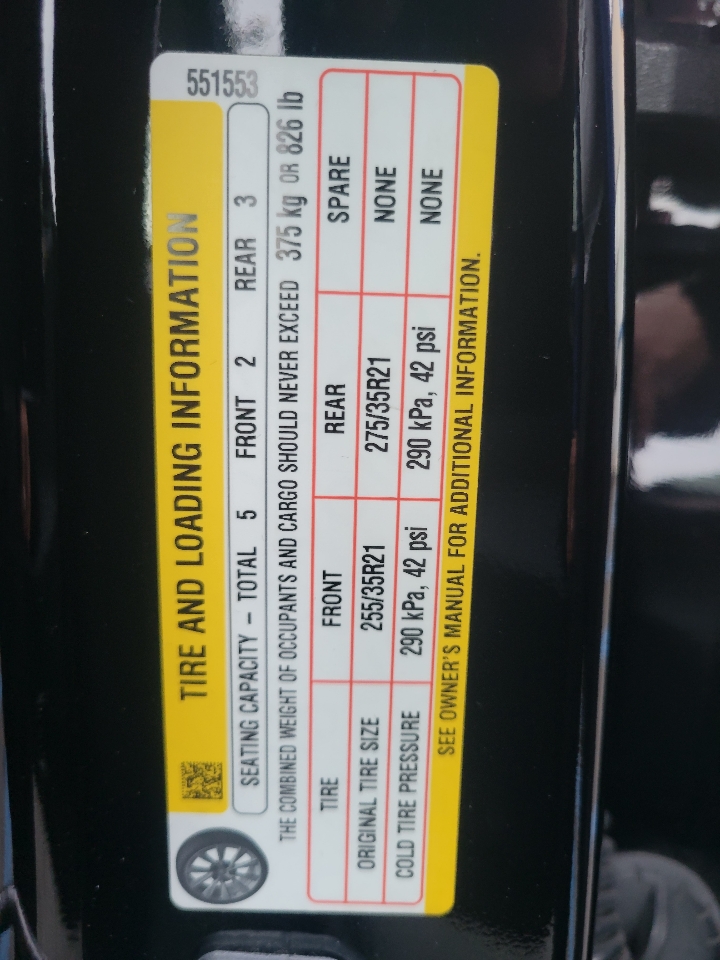 551553
TIRE AND LOADING INFORMATION
SEATING CAPACITY – TOTAL 5 FRONT 2 REAR 3
THE COMBINED WEIGHT OF OCCUPANTS AND CARGO SHOULD NEVER EXCEED 375 kg OR 826 lb
TIRE FRONT REAR SPARE
ORIGINAL TIRE SIZE 255/35R21 275/35R21 NONE
COLD TIRE PRESSURE 290 kPa, 42 psi 290 kPa, 42 psi NONE
SEE OWNER'S MANUAL FOR ADDITIONAL INFORMATION.